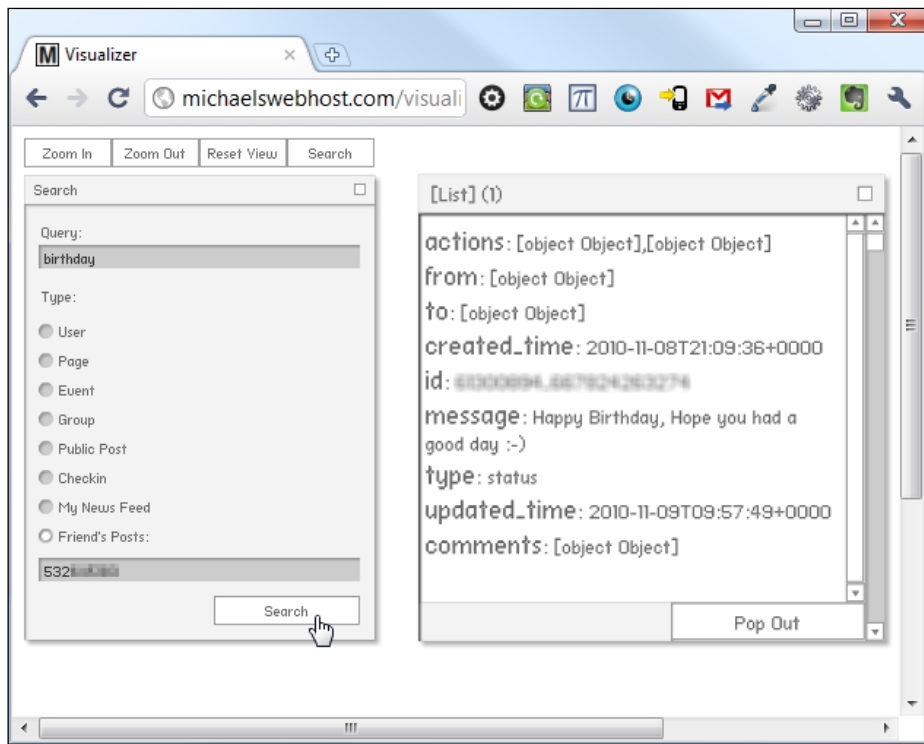 Visualizer
michaelswebhost.com/visuali
Zoom In
Zoom Out
Reset View
Search
Search
Query:
birthday
Type:
User
Page
Event
Group
Public Post
Checkin
My News Feed
Friend's Posts:
532
Search
[List] (1)
actions: [object Object],[object Object]
from: [object Object]
to: [object Object]
created_time: 2010-11-08T21:09:36+0000
id:
message: Happy Birthday, Hope you had a
good day :-)
type: status
updated_time: 2010-11-09T09:57:49+0000
comments: [object Object]
Pop Out